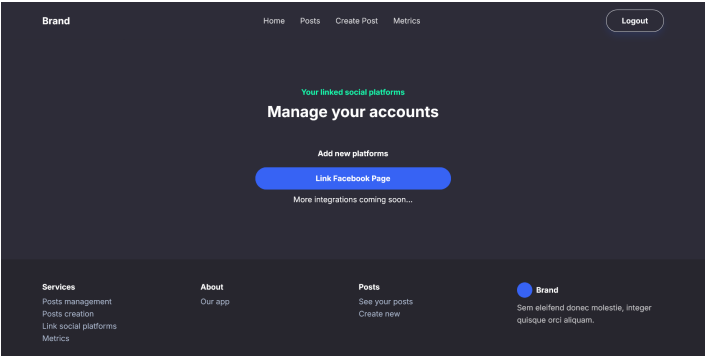 Brand
Home Posts Create Post Metrics
Logout
Your linked social platforms
Manage your accounts
Add new platforms
Link Facebook Page
More integrations coming soon...
Services
Posts management
Posts creation
Link social platforms
Metrics
About
Our app
Posts
See your posts
Create new
Brand
Sem eleifend donec molestie, integer
quisque orci aliquam.